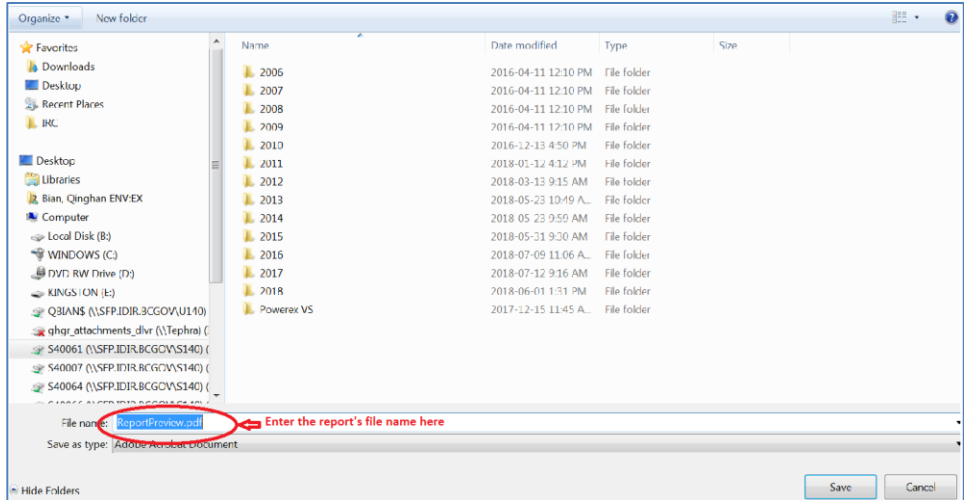 Organize New folder
Favorites
Downloads
Desktop
Recent Places
IRC
Desktop
Libraries
Bian, Qinghan ENV:EX
Computer
Local Disk (B:)
WINDOWS (C:)
DVD RW Drive (D:)
KINGSTON (E:)
QBIAN$ (\\SFP.IDIR.BCGOV\U140)
ghgr_attachments_dlvr (\\Tephra) (
S40061 (\\SFP.IDIR.BCGOV\S140) (
S40007 (\\SFP.IDIR.BCGOV\S140) (
S40064 (\\SFP.IDIR.BCGOV\S140) (
Name Date modified Type Size
2006 2016-04-11 12:10 PM File folder
2007 2016-04-11 12:10 PM File folder
2008 2016-04-11 12:10 PM File folder
2009 2016-04-11 12:10 PM File folder
2010 2016-12-13 4:50 PM File folder
2011 2018-01-12 4:12 PM File folder
2012 2018-03-13 9:15 AM File folder
2013 2018-05-23 10:49 A... File folder
2014 2018-05-23 9:59 AM File folder
2015 2018-05-31 9:30 AM File folder
2016 2018-07-09 11:06 A... File folder
2017 2018-07-12 9:16 AM File folder
2018 2018-06-01 1:31 PM File folder
Powerex VS 2017-12-15 11:45 A... File folder
File name: ReportPreview.pdf Enter the report's file name here
Save as type: Adobe Acrobat Document
Hide Folders Save Cancel